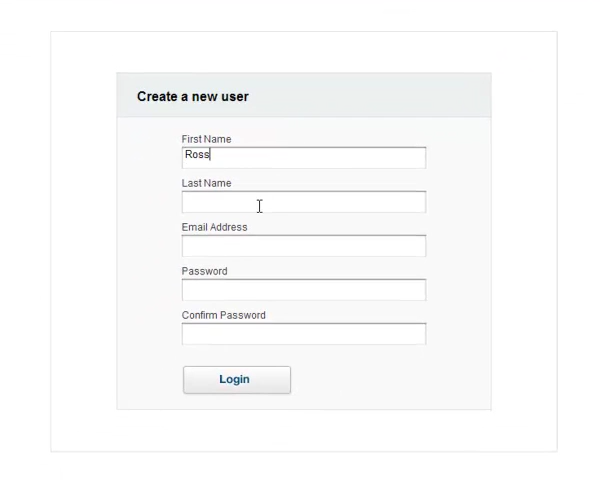 Create a new user
First Name
Ross
Last Name
Email Address
Password
Confirm Password
Login